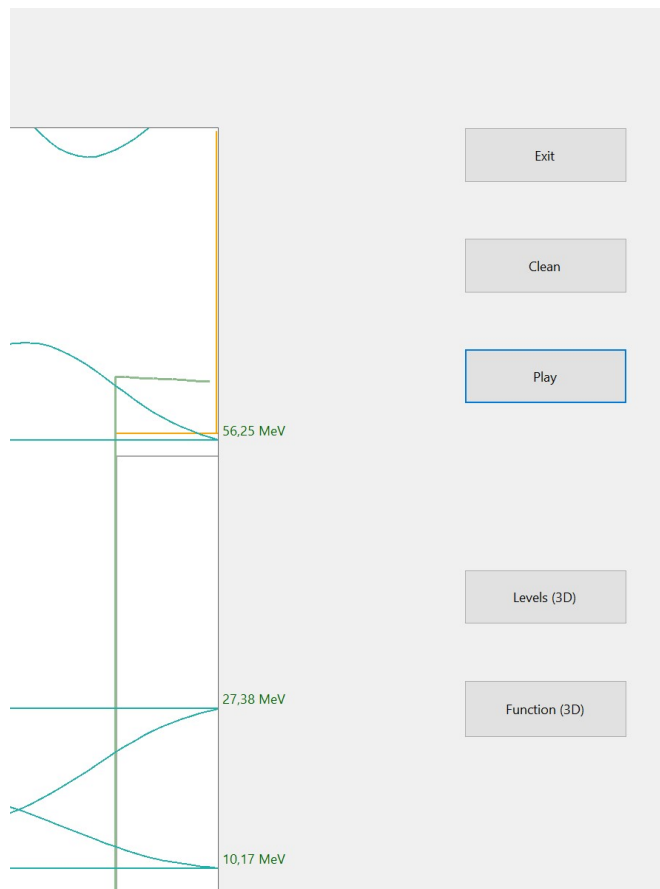 Exit
Clean
Play
56,25 MeV
Levels (3D)
27,38 MeV
Function (3D)
10,17 MeV